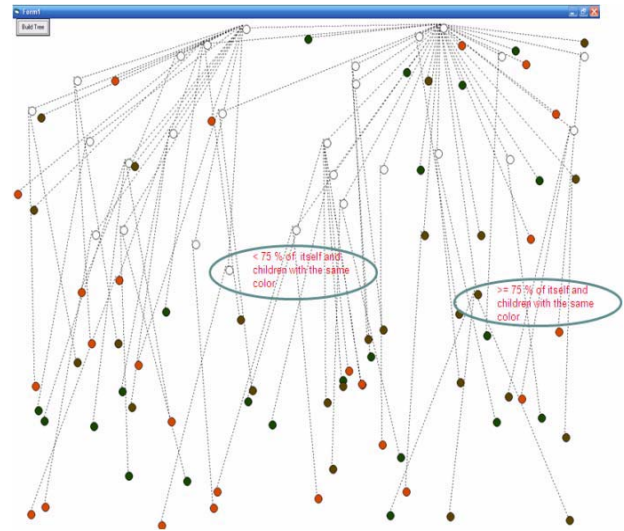 Form1
Build Tree
< 75 % of itself and
children with the same
color
>= 75 % of itself and
children with the same
color